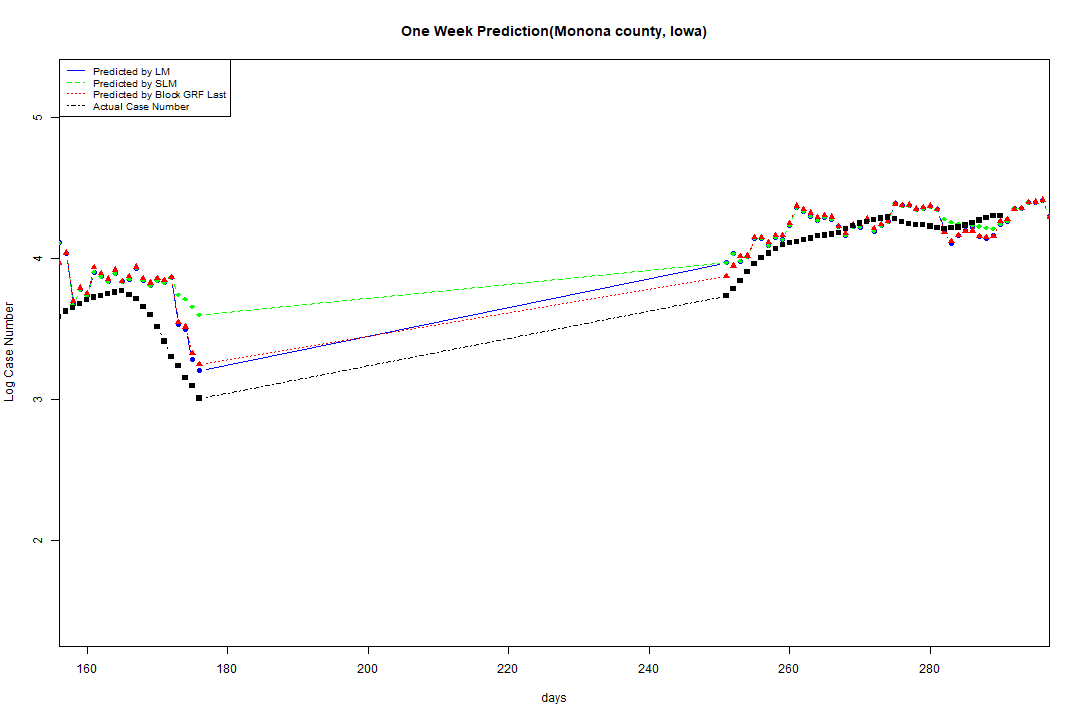 One Week Prediction(Monona county, Iowa)
Predicted by LM
Predicted by SLM
Predicted by Block GRF Last
Actual Case Number
5
4
3
2
Log Case Number
160 180 200 220 240 260 280
days